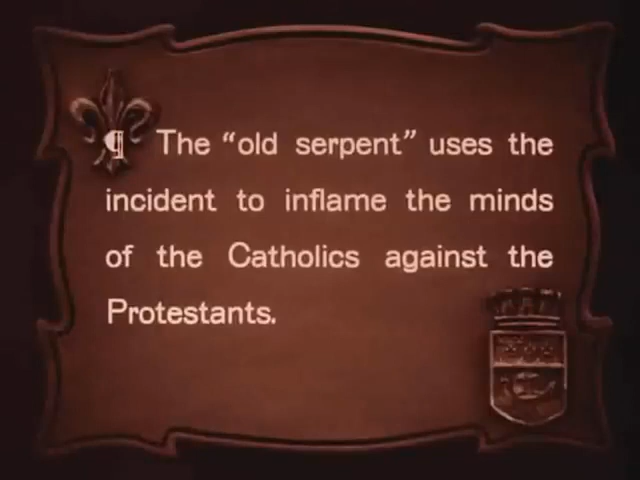 ¶ The “old serpent” uses the
incident to inflame the minds
of the Catholics against the
Protestants.